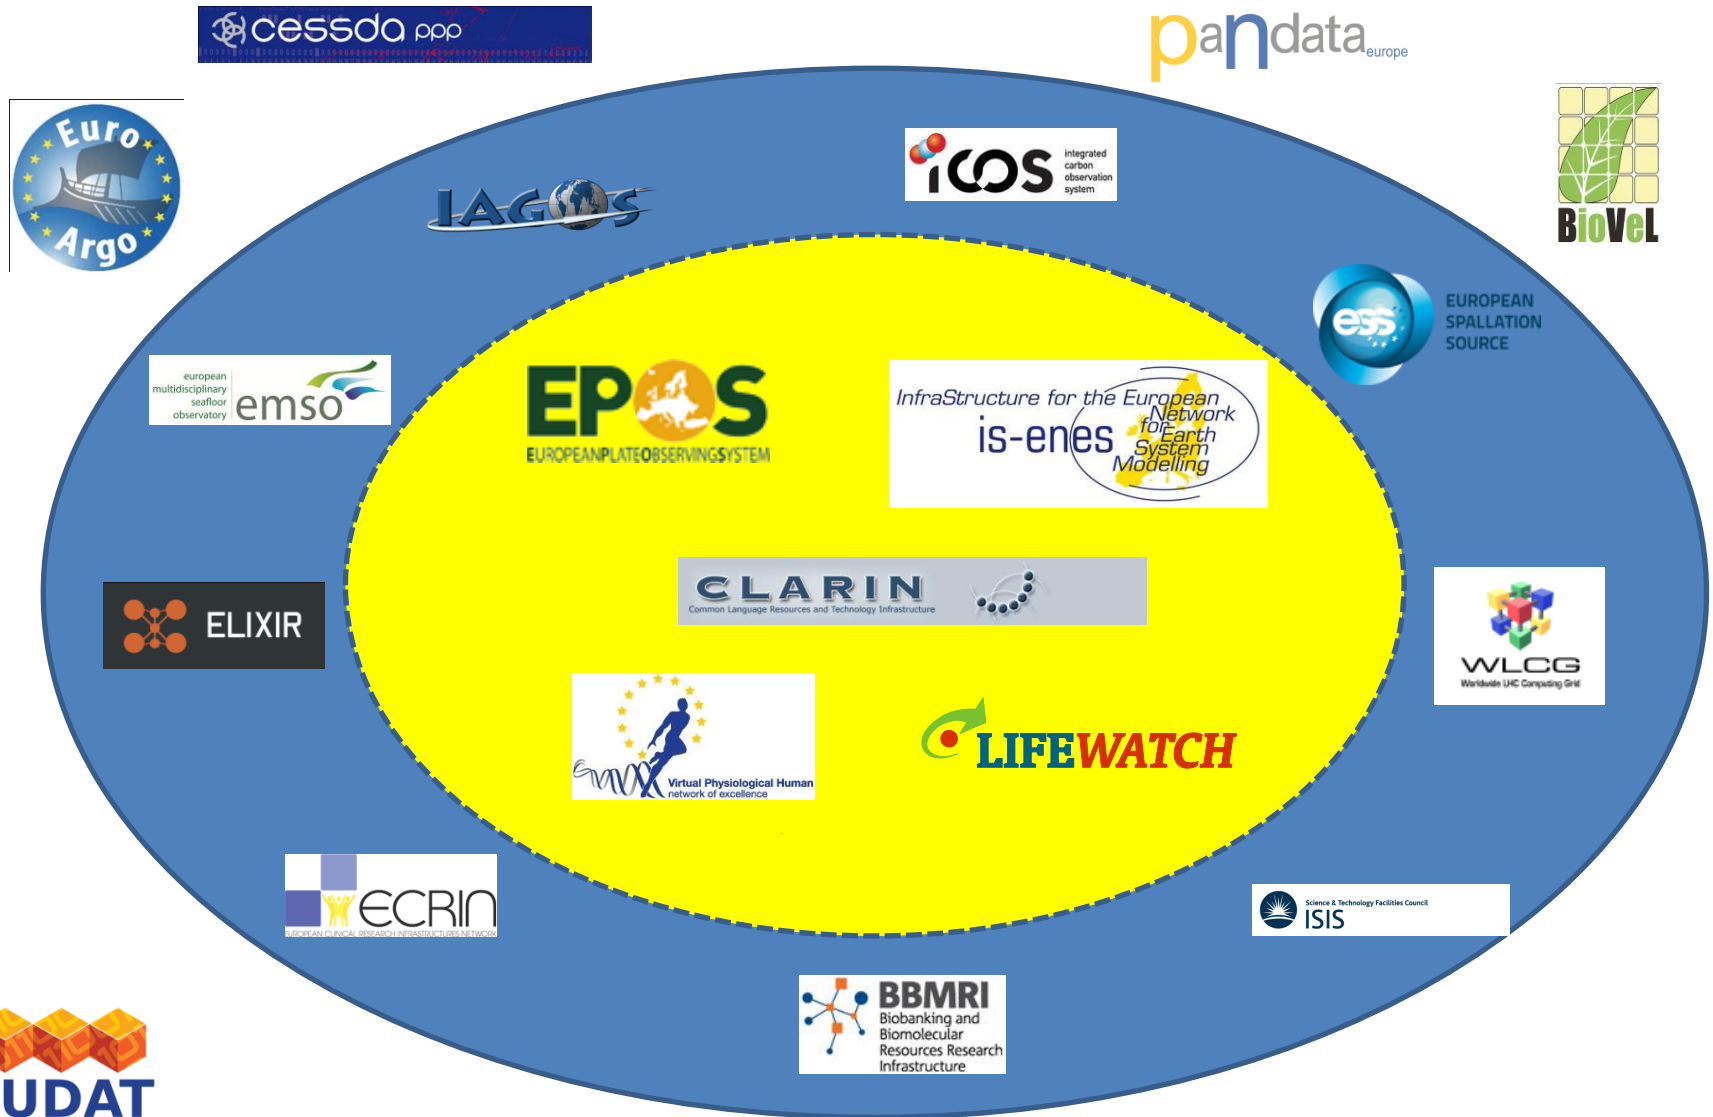 cessda ppp
pandata
europe
Euro
Argo
IAGOS
icos
integrated
carbon
observation
system
BioVeL
ess
EUROPEAN
SPALLATION
SOURCE
european
multidisciplinary
seafloor
observatory
emso
EPOS
EUROPEANPLATEOBSERVINGSYSTEM
InfraStructure for the European
Network
for
Earth
System
Modelling
is-enes
CLARIN
Common Language Resources and Technology Infrastructure
ELIXIR
WLCG
Worldwide LHC Computing Grid
Virtual Physiological Human
network of excellence
LIFEWATCH
ECRIN
EUROPEAN CLINICAL RESEARCH INFRASTRUCTURES NETWORK
Science & Technology Facilities Council
ISIS
BBMRI
Biobanking and
Biomolecular
Resources Research
Infrastructure
UDAT